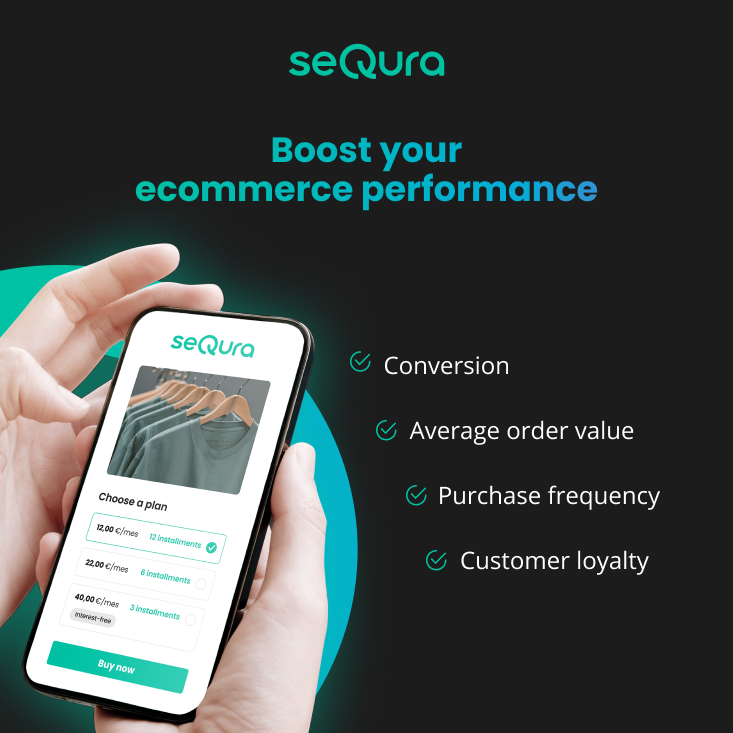 seQura
Boost your
ecommerce performance
seQura
Choose a plan
12,00 €/mes 12 installments
22,00 €/mes 6 installments
40,00 €/mes 3 installments
Interest-free
Buy now
Conversion
Average order value
Purchase frequency
Customer loyalty